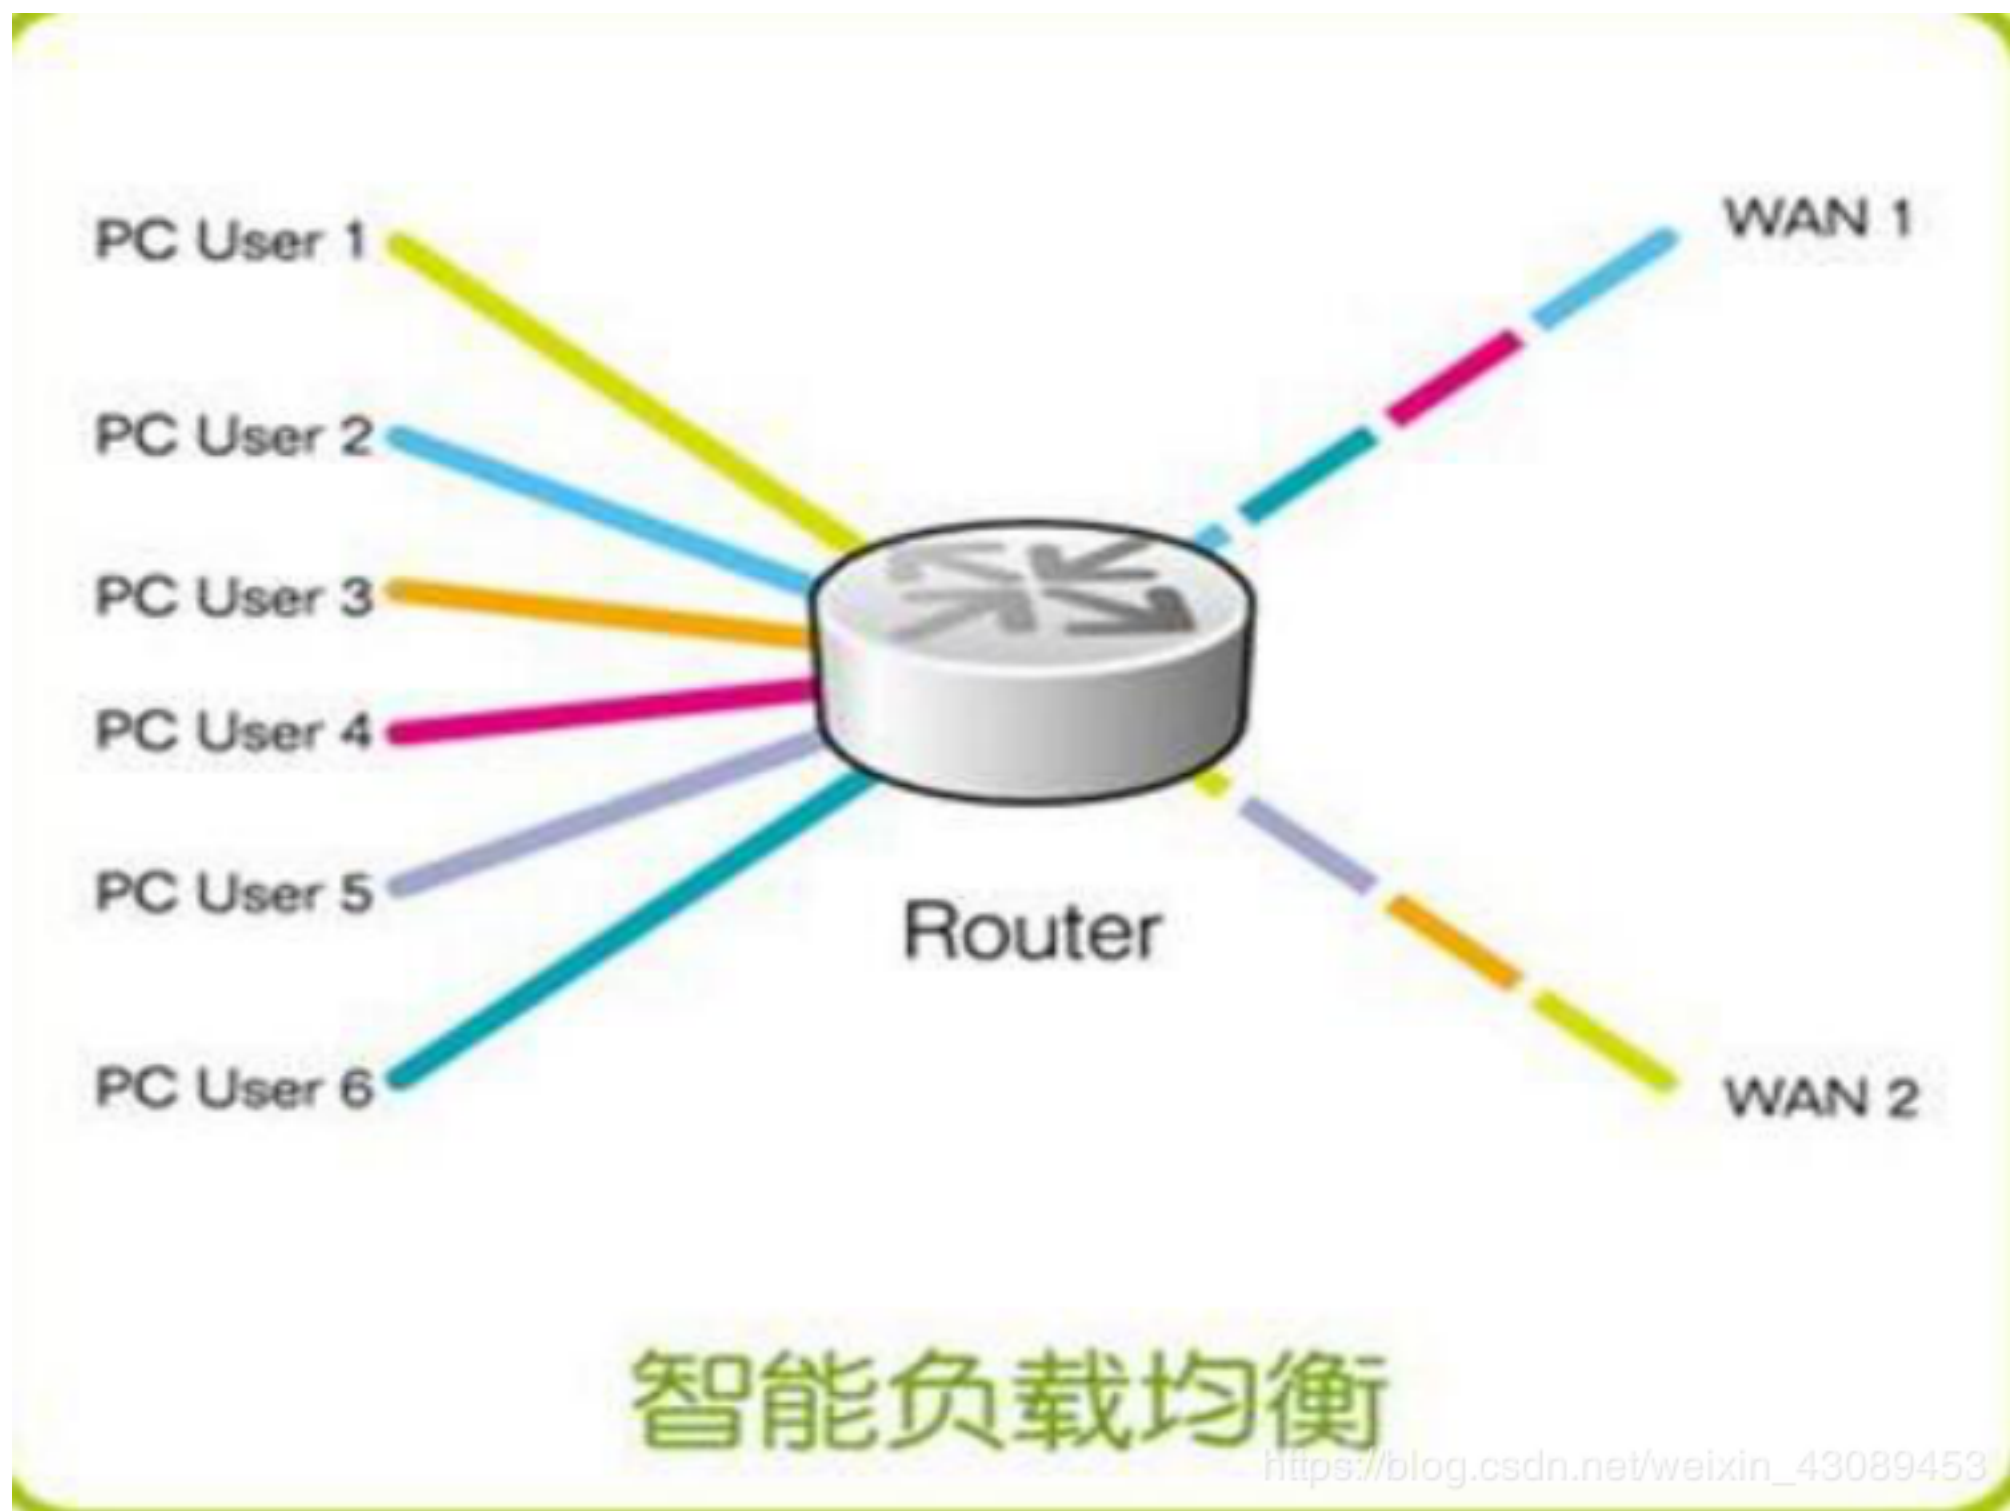 PC User 1
WAN 1
PC User 2
PC User 3
PC User 4
PC User 5
Router
PC User 6
WAN 2
智能负载均衡
https://blog.csdn.net/weixin_43089453